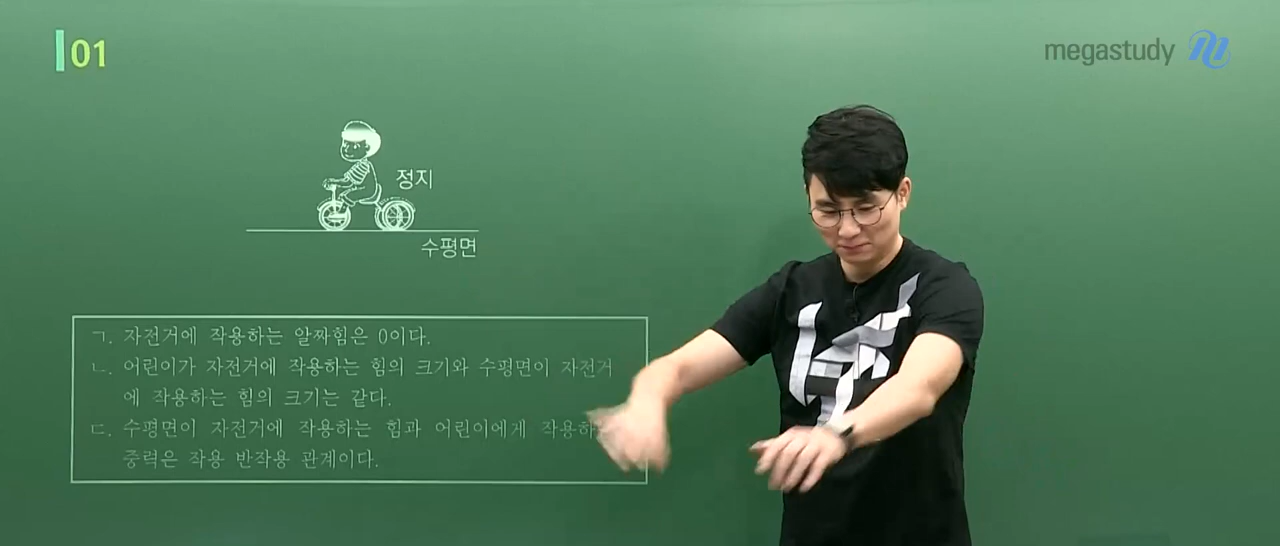 01
megastudy
정지
수평면
ㄱ. 자전거에 작용하는 알짜힘은 0이다.
ㄴ. 어린이가 자전거에 작용하는 힘의 크기와 수평면이 자전거
에 작용하는 힘의 크기는 같다.
ㄷ. 수평면이 자전거에 작용하는 힘과 어린이에게 작용하
중력은 작용 반작용 관계이다.